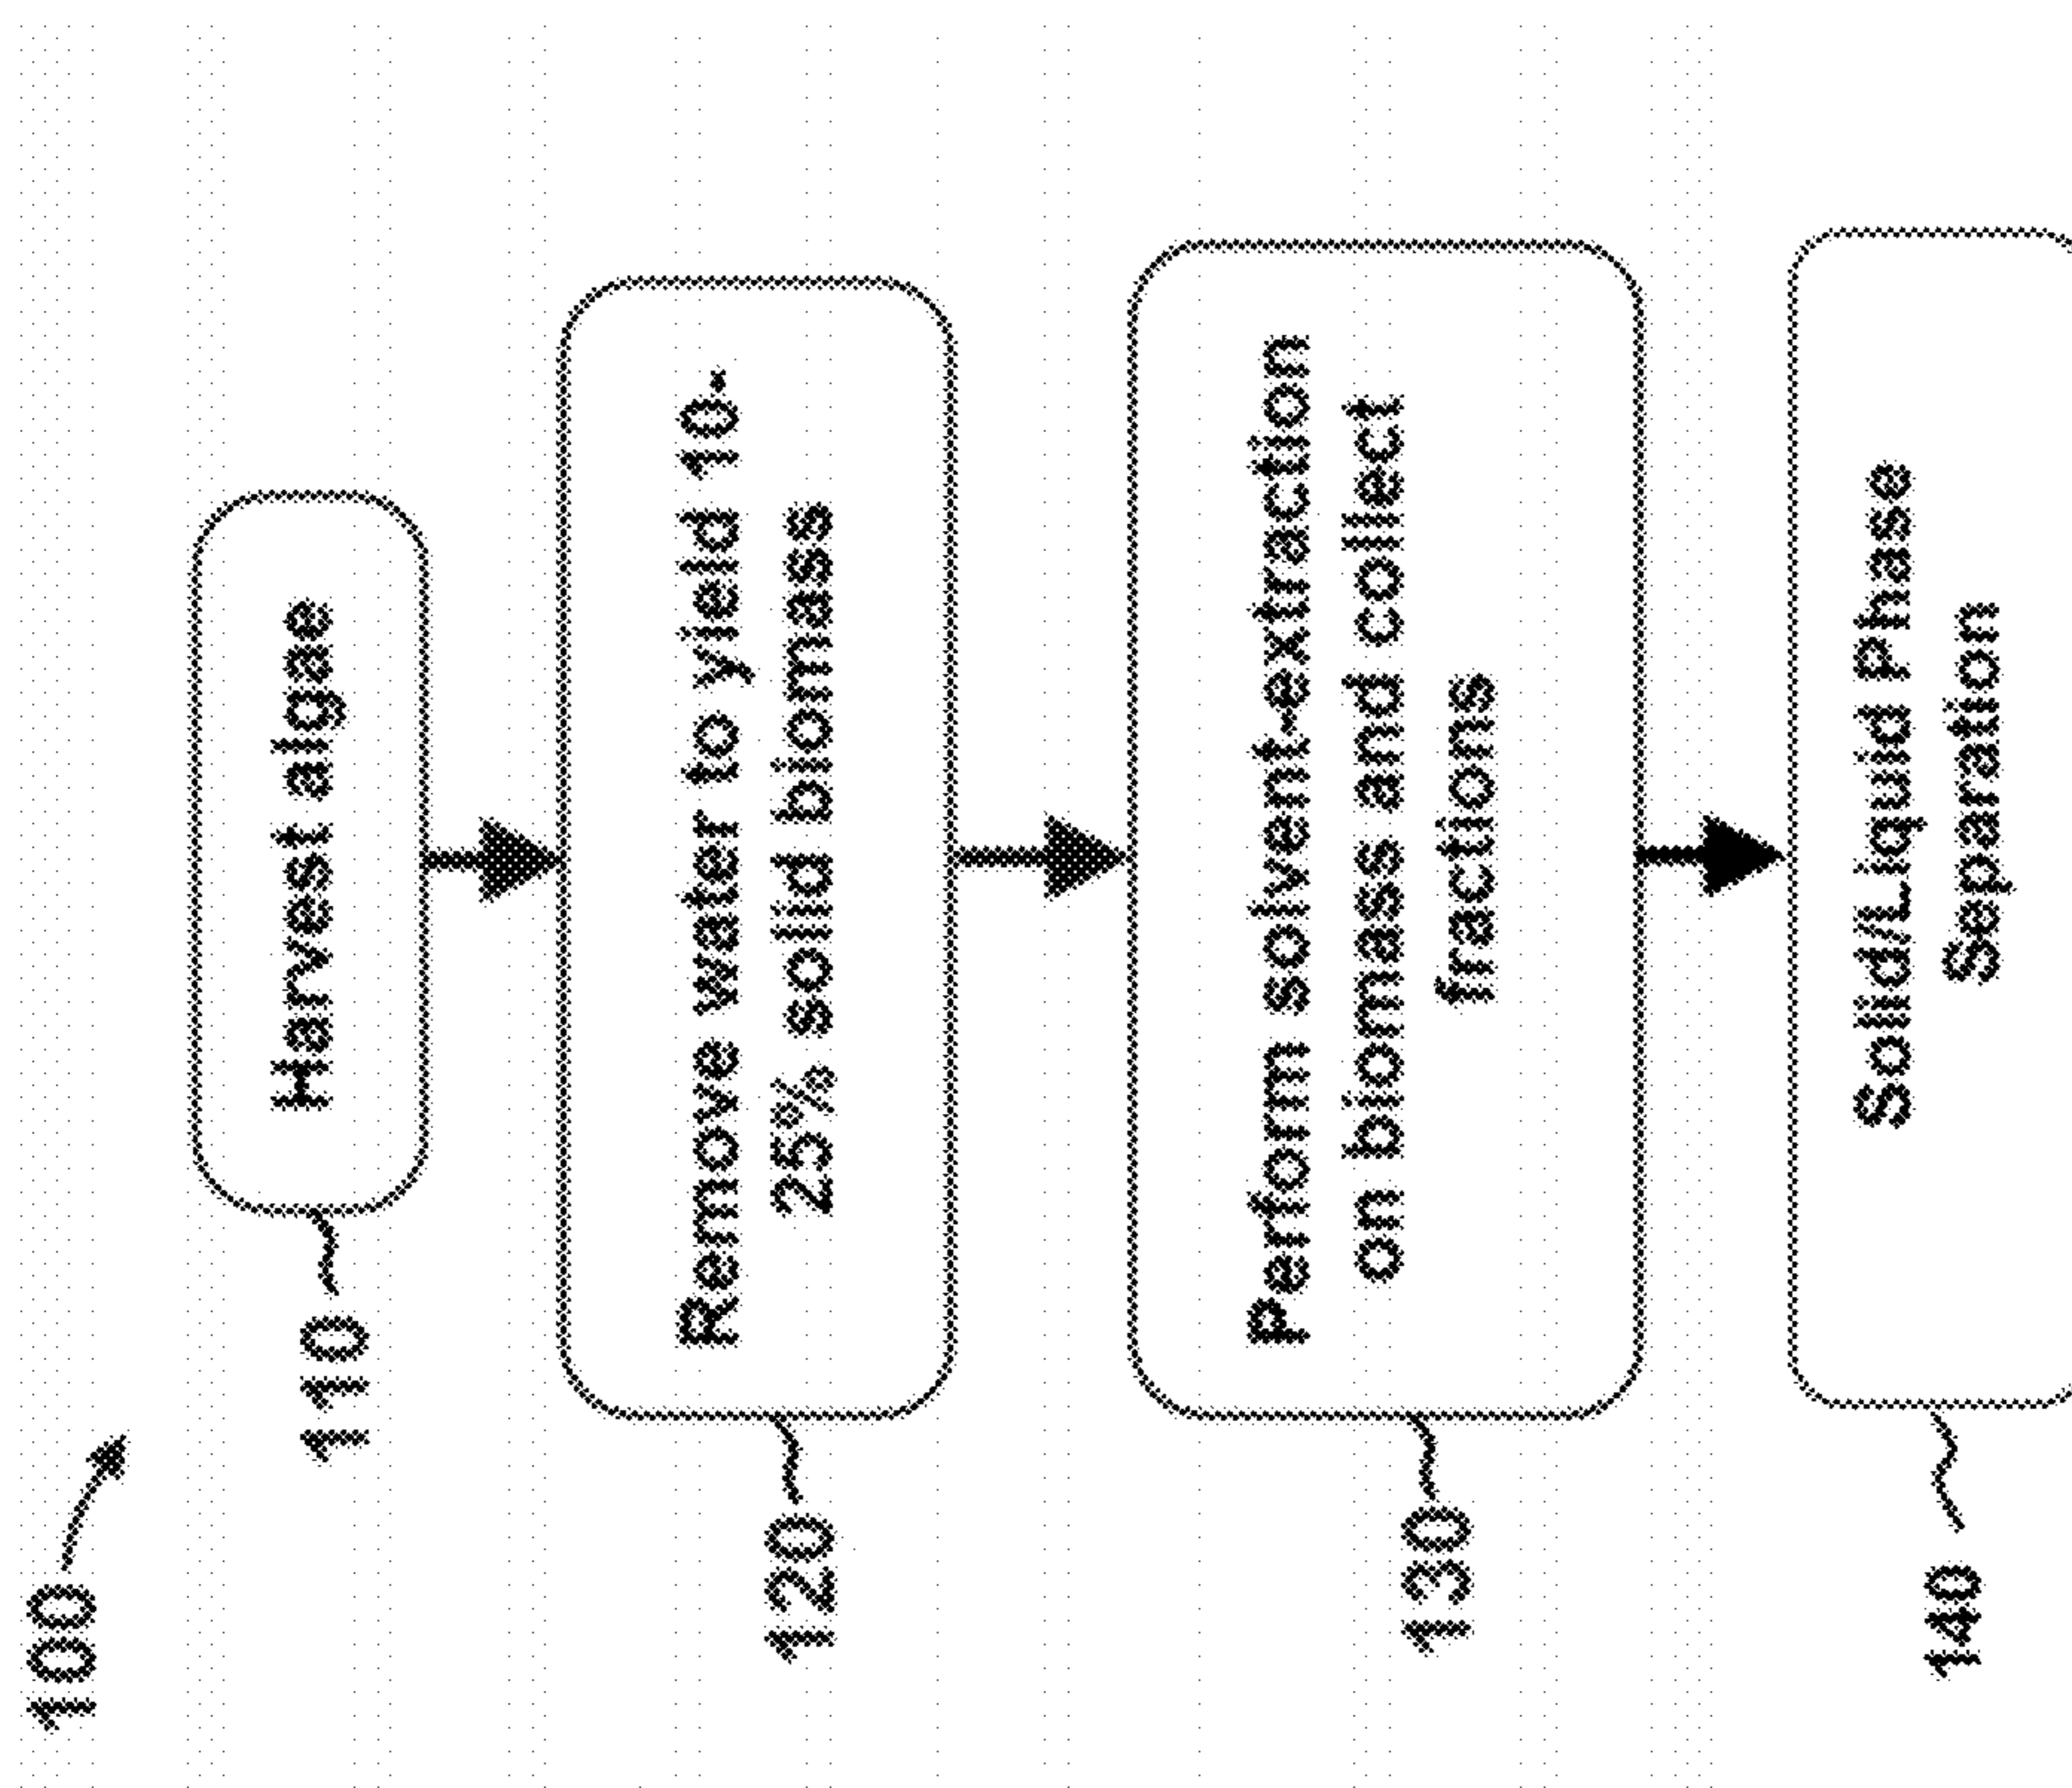 100
110
Harvest algae
120
Remove water to yield 10-
25% solid biomass
130
Perform solvent-extraction
on biomass and collect
fractions
140
Solid/Liquid Phase
Separation